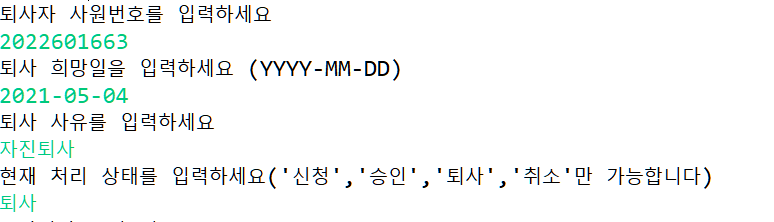 퇴사자 사원번호를 입력하세요
2022601663
퇴사 희망일을 입력하세요 (YYYY-MM-DD)
2021-05-04
퇴사 사유를 입력하세요
자진퇴사
현재 처리 상태를 입력하세요('신청','승인','퇴사','취소'만 가능합니다)
퇴사